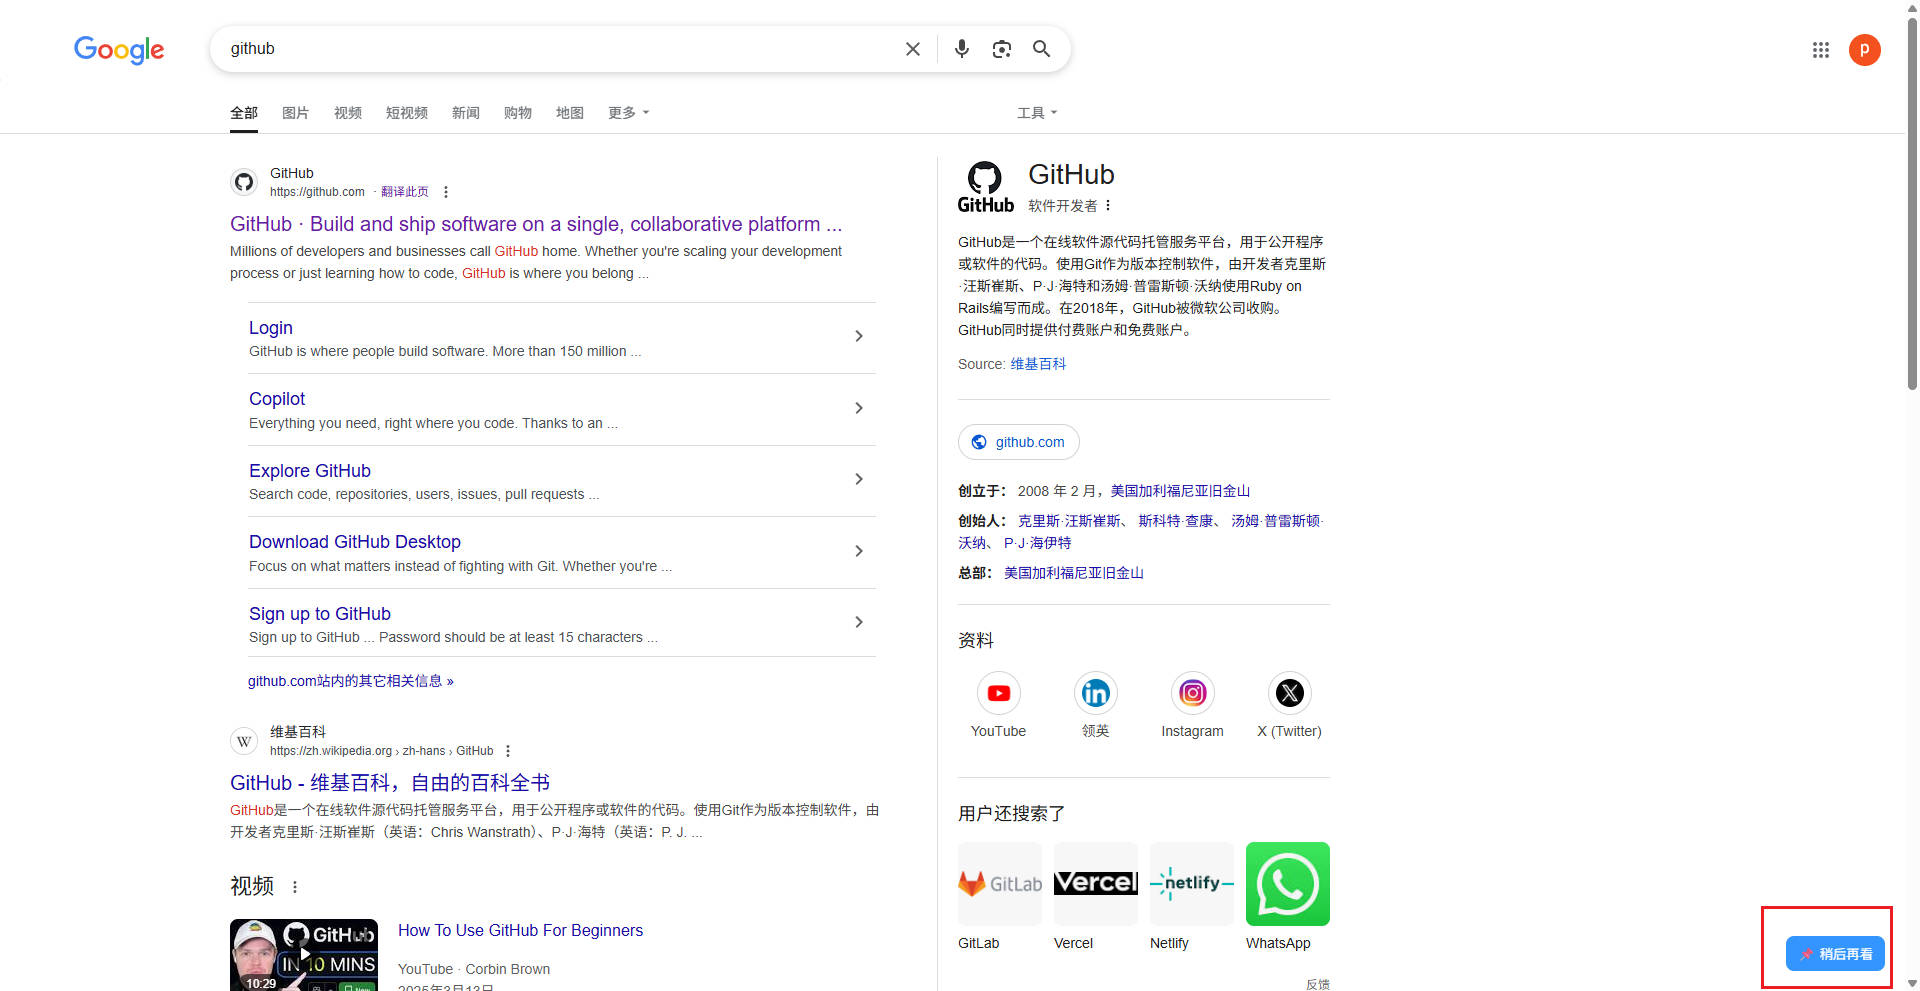 Google
github
p
全部 图片 视频 短视频 新闻 购物 地图 更多
工具
GitHub
https://github.com · 翻译此页
GitHub · Build and ship software on a single, collaborative platform ...
Millions of developers and businesses call GitHub home. Whether you're scaling your development
process or just learning how to code, GitHub is where you belong ...
Login
GitHub is where people build software. More than 150 million ...
Copilot
Everything you need, right where you code. Thanks to an ...
Explore GitHub
Search code, repositories, users, issues, pull requests ...
Download GitHub Desktop
Focus on what matters instead of fighting with Git. Whether you're ...
Sign up to GitHub
Sign up to GitHub ... Password should be at least 15 characters ...
github.com站内的其它相关信息 »
W
维基百科
https://zh.wikipedia.org › zh-hans › GitHub
GitHub - 维基百科，自由的百科全书
GitHub是一个在线软件源代码托管服务平台，用于公开程序或软件的代码。使用Git作为版本控制软件，由
开发者克里斯·汪斯崔斯（英语：Chris Wanstrath）、P·J·海特（英语：P. J. ...
视频
GitHub
IN 10 MINS
10:29
How To Use GitHub For Beginners
YouTube · Corbin Brown
2025年3月13日
GitHub
GitHub
软件开发者
GitHub是一个在线软件源代码托管服务平台，用于公开程序
或软件的代码。使用Git作为版本控制软件，由开发者克里斯
·汪斯崔斯、P·J·海特和汤姆·普雷斯顿·沃纳使用Ruby on
Rails编写而成。在2018年，GitHub被微软公司收购。
GitHub同时提供付费账户和免费账户。
Source: 维基百科
github.com
创立于： 2008 年 2 月，美国加利福尼亚旧金山
创始人： 克里斯·汪斯崔斯、 斯科特·查康、 汤姆·普雷斯顿·
沃纳、 P·J·海伊特
总部： 美国加利福尼亚旧金山
资料
YouTube 领英 Instagram X (Twitter)
用户还搜索了
GitLab Vercel netlify
GitLab Vercel Netlify WhatsApp
反馈
稍后再看